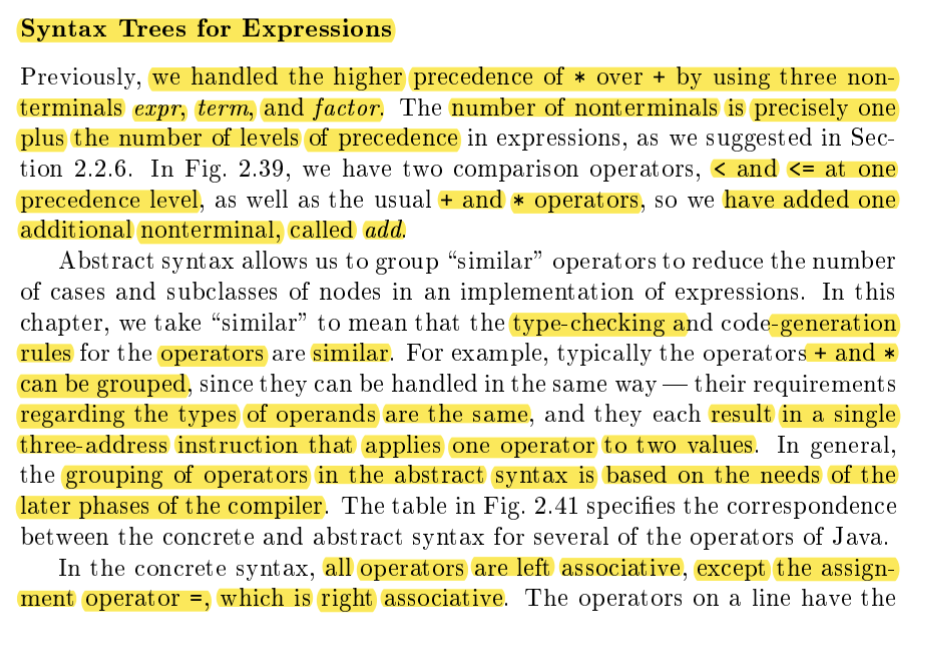 Syntax Trees for Expressions
Previously, we handled the higher precedence of * over + by using three non-
terminals expr, term, and factor. The number of nonterminals is precisely one
plus the number of levels of precedence in expressions, as we suggested in Sec-
tion 2.2.6. In Fig. 2.39, we have two comparison operators, < and <= at one
precedence level, as well as the usual + and * operators, so we have added one
additional nonterminal, called add.
Abstract syntax allows us to group “similar” operators to reduce the number
of cases and subclasses of nodes in an implementation of expressions. In this
chapter, we take “similar” to mean that the type-checking and code-generation
rules for the operators are similar. For example, typically the operators + and *
can be grouped, since they can be handled in the same way — their requirements
regarding the types of operands are the same, and they each result in a single
three-address instruction that applies one operator to two values. In general,
the grouping of operators in the abstract syntax is based on the needs of the
later phases of the compiler. The table in Fig. 2.41 specifies the correspondence
between the concrete and abstract syntax for several of the operators of Java.
In the concrete syntax, all operators are left associative, except the assign-
ment operator =, which is right associative. The operators on a line have the